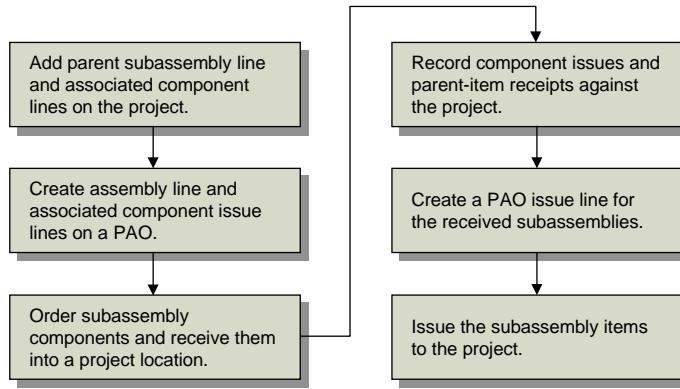 Add parent subassembly line
and associated component
lines on the project.
Create assembly line and
associated component issue
lines on a PAO.
Order subassembly
components and receive them
into a project location.
Record component issues and
parent-item receipts against
the project.
Create a PAO issue line for
the received subassemblies.
Issue the subassembly items
to the project.